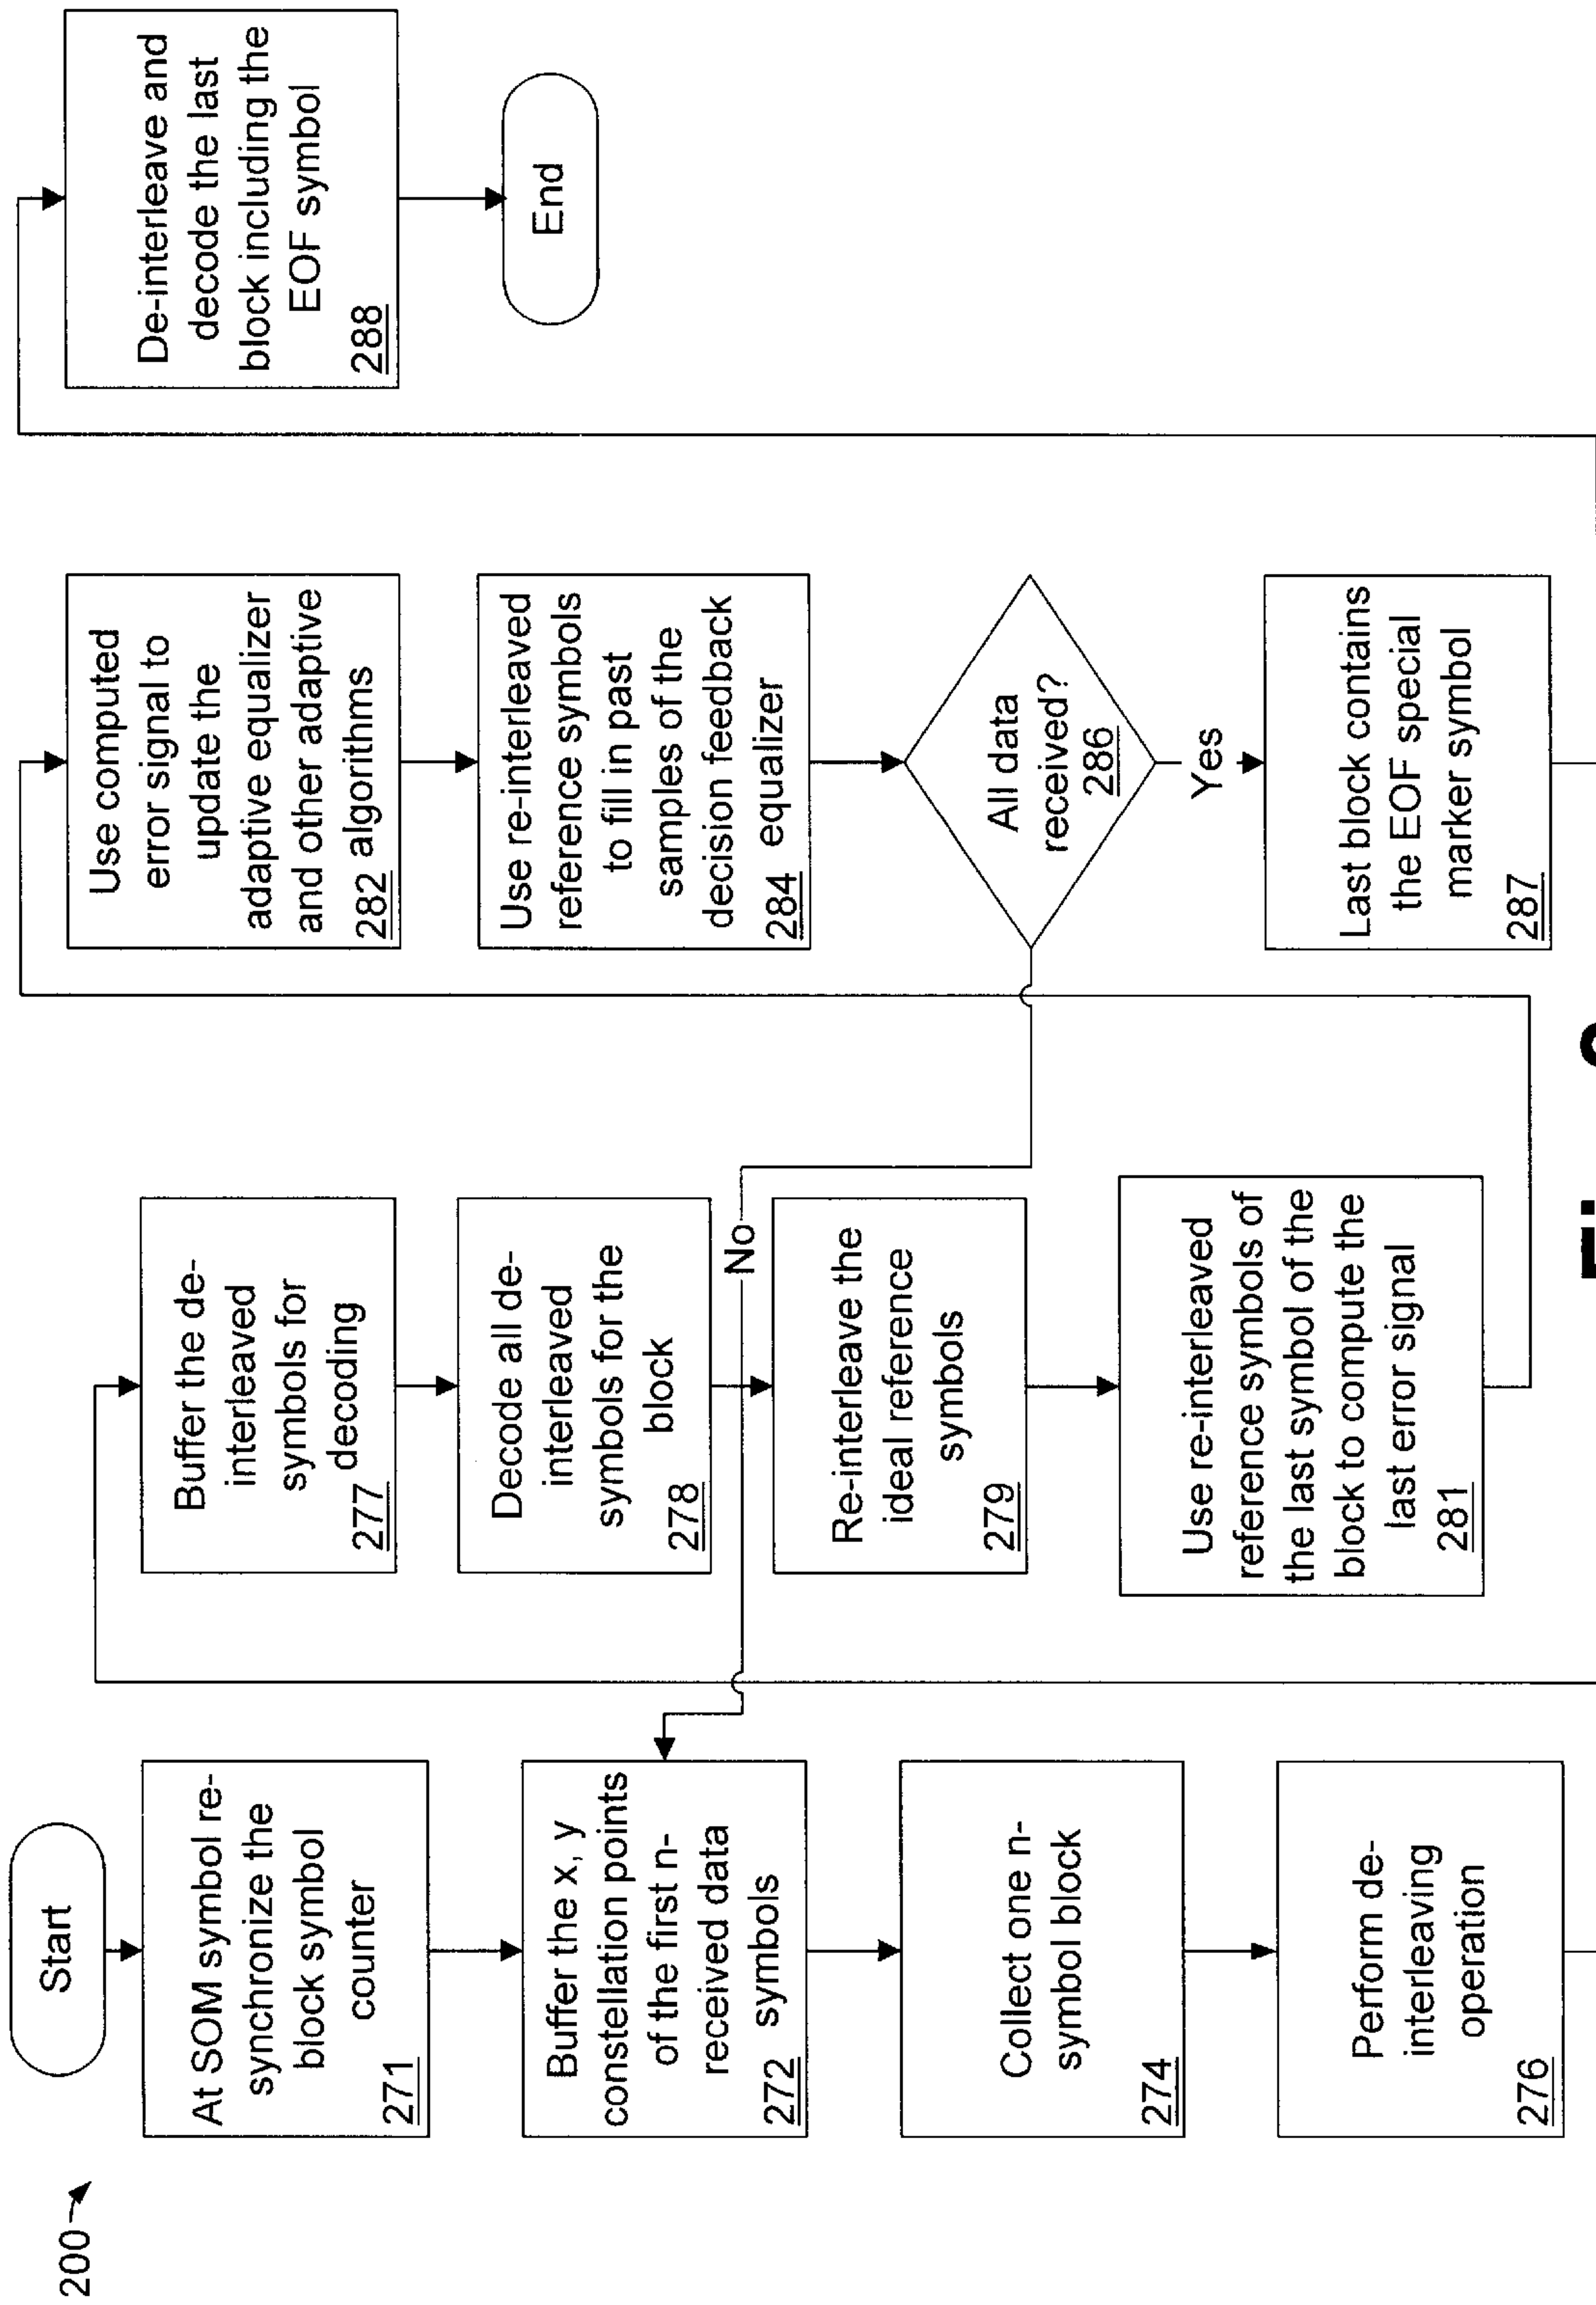 200
Start
At SOM symbol re-
synchronize the
block symbol
counter
271
Buffer the x, y
constellation points
of the first n-
received data
272 symbols
Collect one n-
symbol block
274
Perform de-
interleaving
operation
276
Buffer the de-
interleaved
symbols for
decoding
277
Decode all de-
interleaved
symbols for the
block
278
No
Re-interleave the
ideal reference
symbols
279
Use re-interleaved
reference symbols of
the last symbol of the
block to compute the
last error signal
281
Use computed
error signal to
update the
adaptive equalizer
and other adaptive
282 algorithms
Use re-interleaved
reference symbols
to fill in past
samples of the
decision feedback
284 equalizer
All data
received?
286
Yes
Last block contains
the EOF special
marker symbol
287
De-interleave and
decode the last
block including the
EOF symbol
288
End